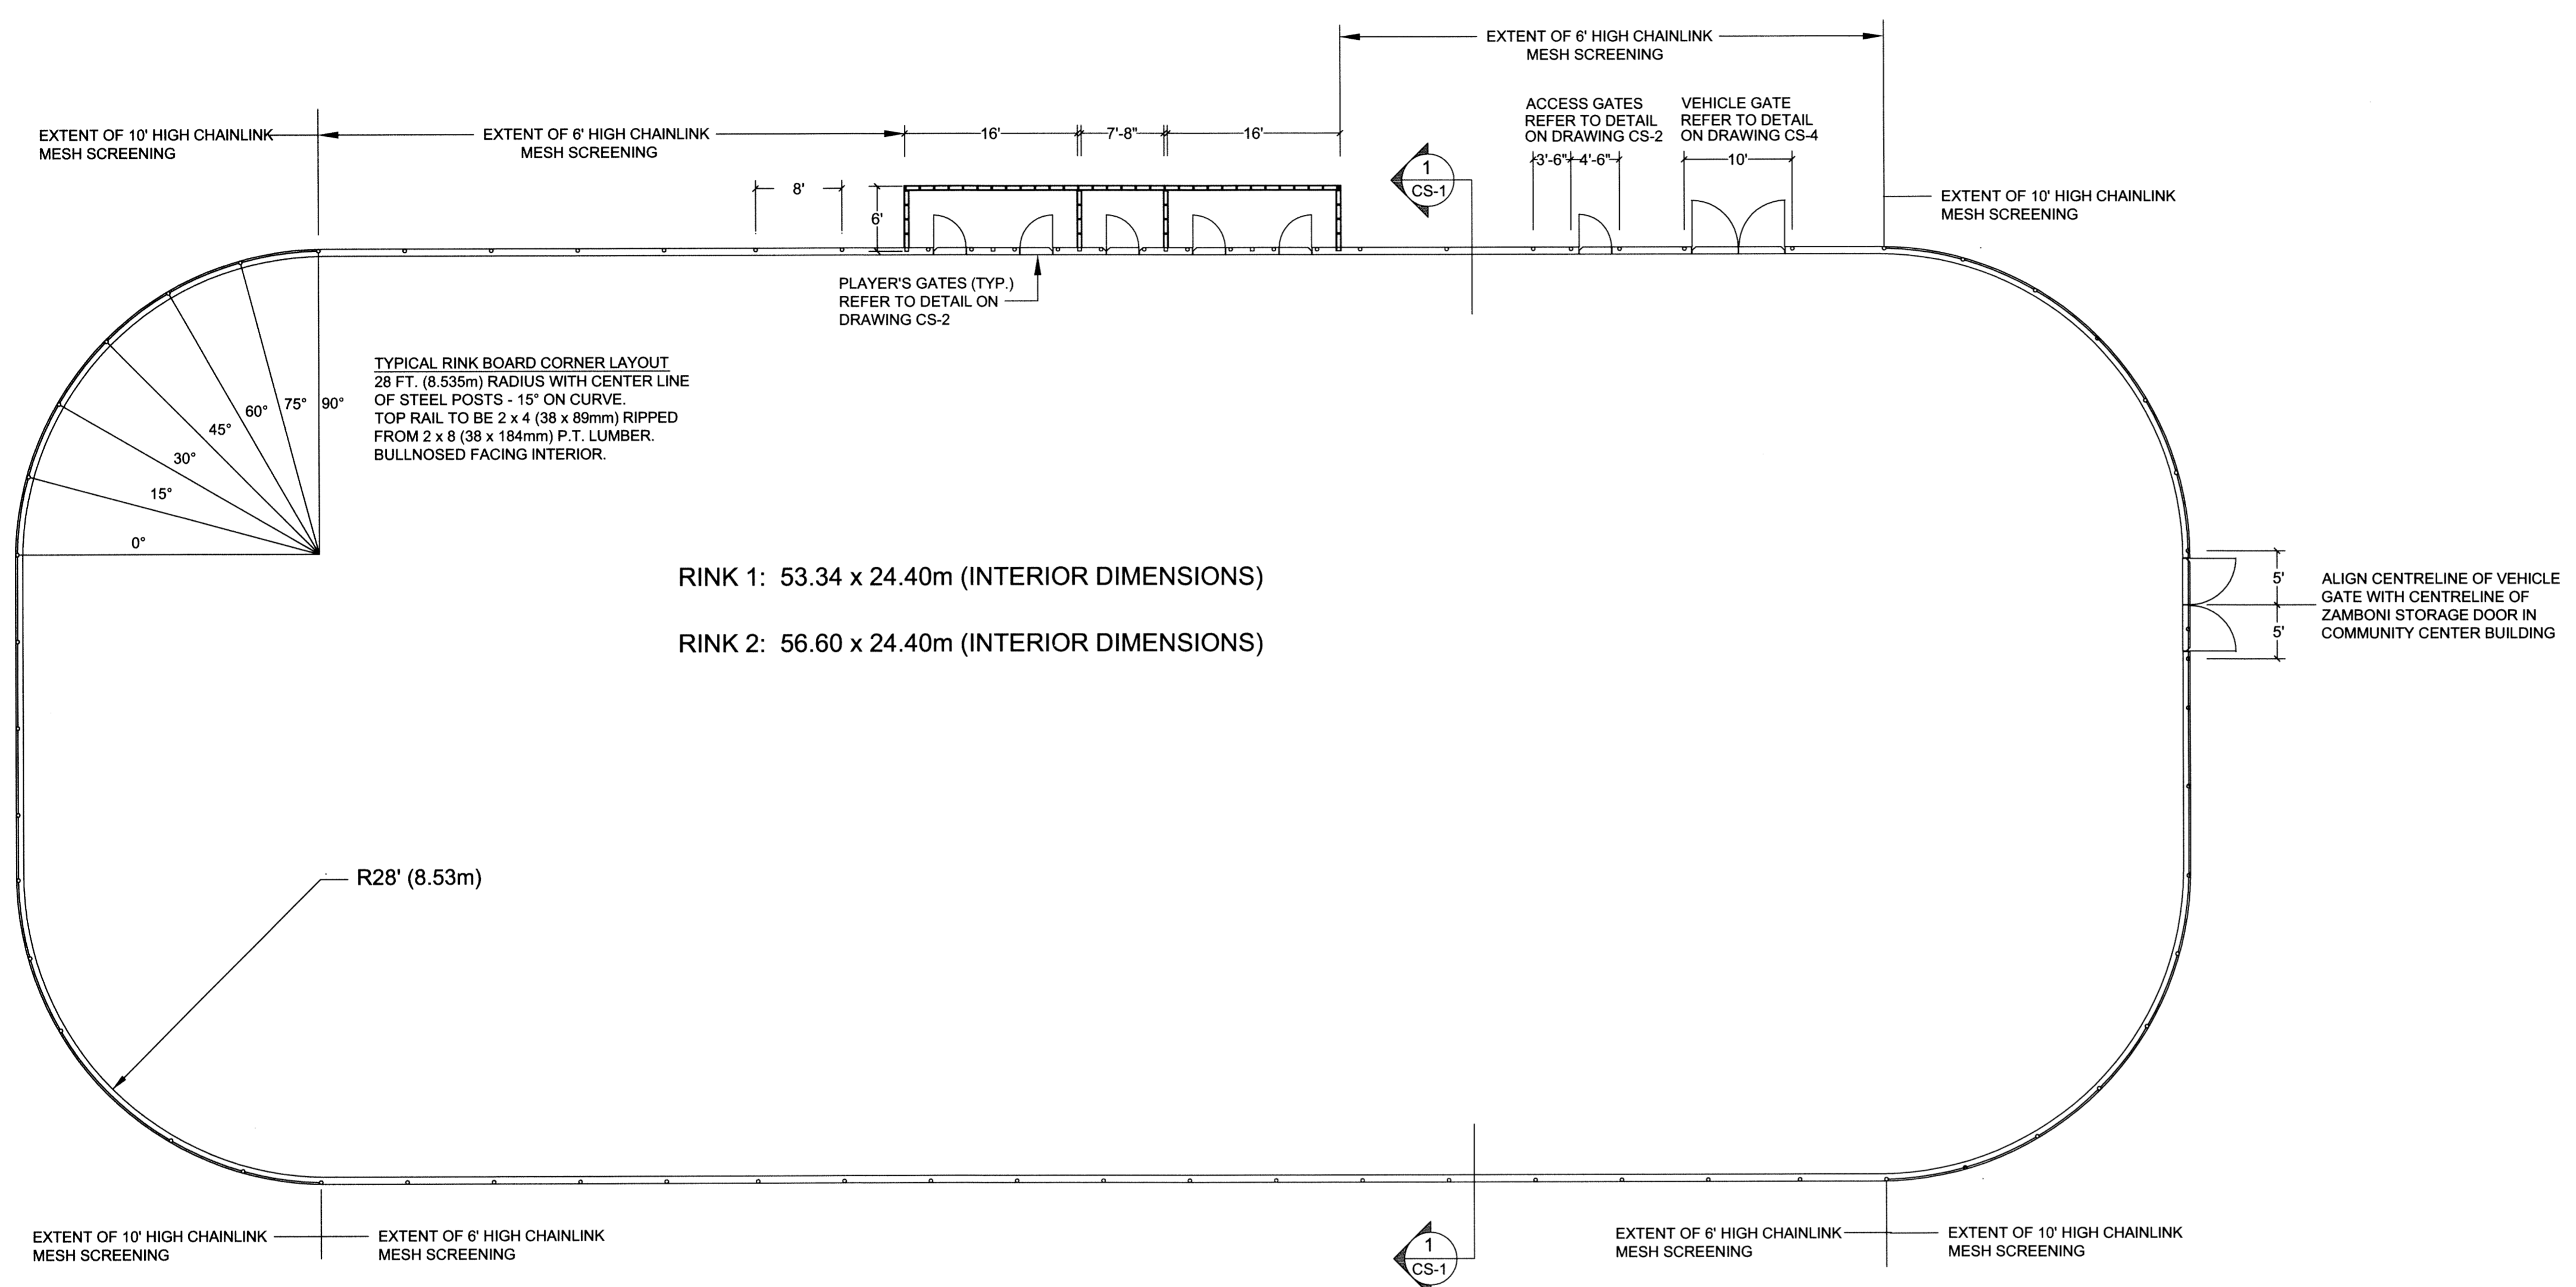 EXTENT OF 6' HIGH CHAINLINK
MESH SCREENING
EXTENT OF 10' HIGH CHAINLINK
MESH SCREENING
EXTENT OF 6' HIGH CHAINLINK
MESH SCREENING
16'
7'-8"
16'
ACCESS GATES
REFER TO DETAIL
ON DRAWING CS-2
VEHICLE GATE
REFER TO DETAIL
ON DRAWING CS-4
3'-6"
4'-6"
10'
8'
6'
1
CS-1
EXTENT OF 10' HIGH CHAINLINK
MESH SCREENING
PLAYER'S GATES (TYP.)
REFER TO DETAIL ON
DRAWING CS-2
TYPICAL RINK BOARD CORNER LAYOUT
28 FT. (8.535m) RADIUS WITH CENTER LINE
OF STEEL POSTS - 15° ON CURVE.
TOP RAIL TO BE 2 x 4 (38 x 89mm) RIPPED
FROM 2 x 8 (38 x 184mm) P.T. LUMBER.
BULLNOSED FACING INTERIOR.
90°
75°
60°
45°
30°
15°
0°
RINK 1: 53.34 x 24.40m (INTERIOR DIMENSIONS)
RINK 2: 56.60 x 24.40m (INTERIOR DIMENSIONS)
5'
5'
ALIGN CENTRELINE OF VEHICLE
GATE WITH CENTRELINE OF
ZAMBONI STORAGE DOOR IN
COMMUNITY CENTER BUILDING
R28' (8.53m)
EXTENT OF 10' HIGH CHAINLINK
MESH SCREENING
EXTENT OF 6' HIGH CHAINLINK
MESH SCREENING
1
CS-1
EXTENT OF 6' HIGH CHAINLINK
MESH SCREENING
EXTENT OF 10' HIGH CHAINLINK
MESH SCREENING